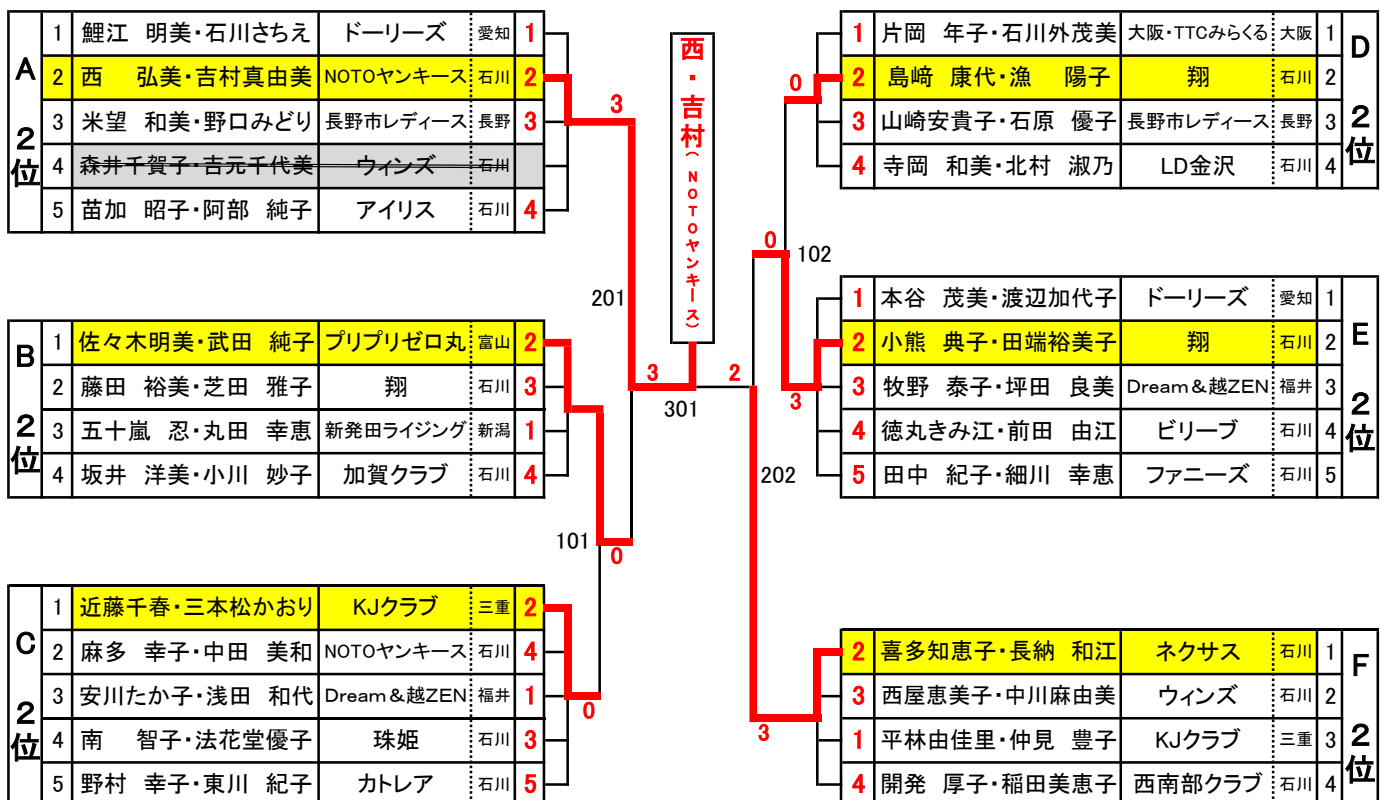 A 2位
1 鯉江 明美・石川さちえ ドーリーズ 愛知 1
2 西 弘美・吉村真由美 NOTOヤンキース 石川 2
3 米望 和美・野口みどり 長野市レディース 長野 3
4 森井千賀子・吉元千代美 ウィンズ 石川
5 苗加 昭子・阿部 純子 アイリス 石川 4
B 2位
1 佐々木明美・武田 純子 プリプリゼロ丸 富山 2
2 藤田 裕美・芝田 雅子 翔 石川 3
3 五十嵐 忍・丸田 幸恵 新発田ライジング 新潟 1
4 坂井 洋美・小川 妙子 加賀クラブ 石川 4
C 2位
1 近藤千春・三本松かおり KJクラブ 三重 2
2 麻多 幸子・中田 美和 NOTOヤンキース 石川 4
3 安川たか子・浅田 和代 Dream&越ZEN 福井 1
4 南 智子・法花堂優子 珠姫 石川 3
5 野村 幸子・東川 紀子 カトレア 石川 5
3
201
101
0
0
西・吉村(NOTOヤンキース)
3 2
301
0
0
102
3
202
3
D 2位
1 片岡 年子・石川外茂美 大阪・TTCみらくる 大阪 1
2 島﨑 康代・漁 陽子 翔 石川 2
3 山崎安貴子・石原 優子 長野市レディース 長野 3
4 寺岡 和美・北村 淑乃 LD金沢 石川 4
E 2位
1 本谷 茂美・渡辺加代子 ドーリーズ 愛知 1
2 小熊 典子・田端裕美子 翔 石川 2
3 牧野 泰子・坪田 良美 Dream&越ZEN 福井 3
4 徳丸きみ江・前田 由江 ビリーブ 石川 4
5 田中 紀子・細川 幸恵 ファニーズ 石川 5
F 2位
2 喜多知恵子・長納 和江 ネクサス 石川 1
3 西屋恵美子・中川麻由美 ウィンズ 石川 2
1 平林由佳里・仲見 豊子 KJクラブ 三重 3
4 開発 厚子・稲田美恵子 西南部クラブ 石川 4